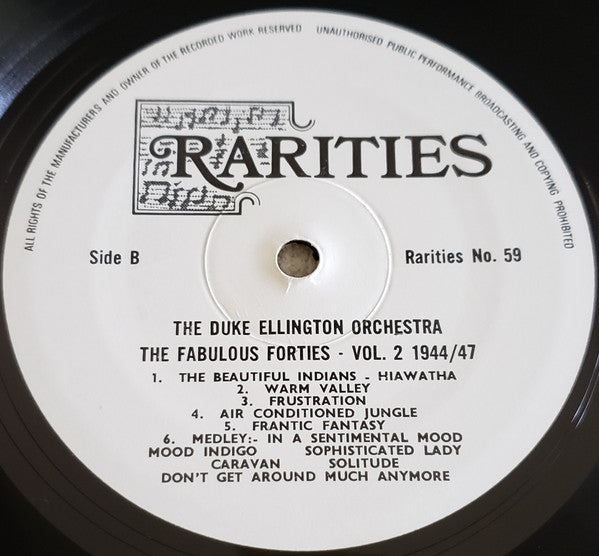 ALL RIGHTS OF THE MANUFACTURERS AND OWNER OF THE RECORDED WORK RESERVED UNAUTHORISED PUBLIC PERFORMANCE BROADCASTING AND COPYING PROHIBITED
RARITIES
Side B Rarities No. 59
THE DUKE ELLINGTON ORCHESTRA
THE FABULOUS FORTIES - VOL. 2 1944/47
1. THE BEAUTIFUL INDIANS - HIAWATHA
2. WARM VALLEY
3. FRUSTRATION
4. AIR CONDITIONED JUNGLE
5. FRANTIC FANTASY
6. MEDLEY:- IN A SENTIMENTAL MOOD
MOOD INDIGO SOPHISTICATED LADY
CARAVAN SOLITUDE
DON'T GET AROUND MUCH ANYMORE